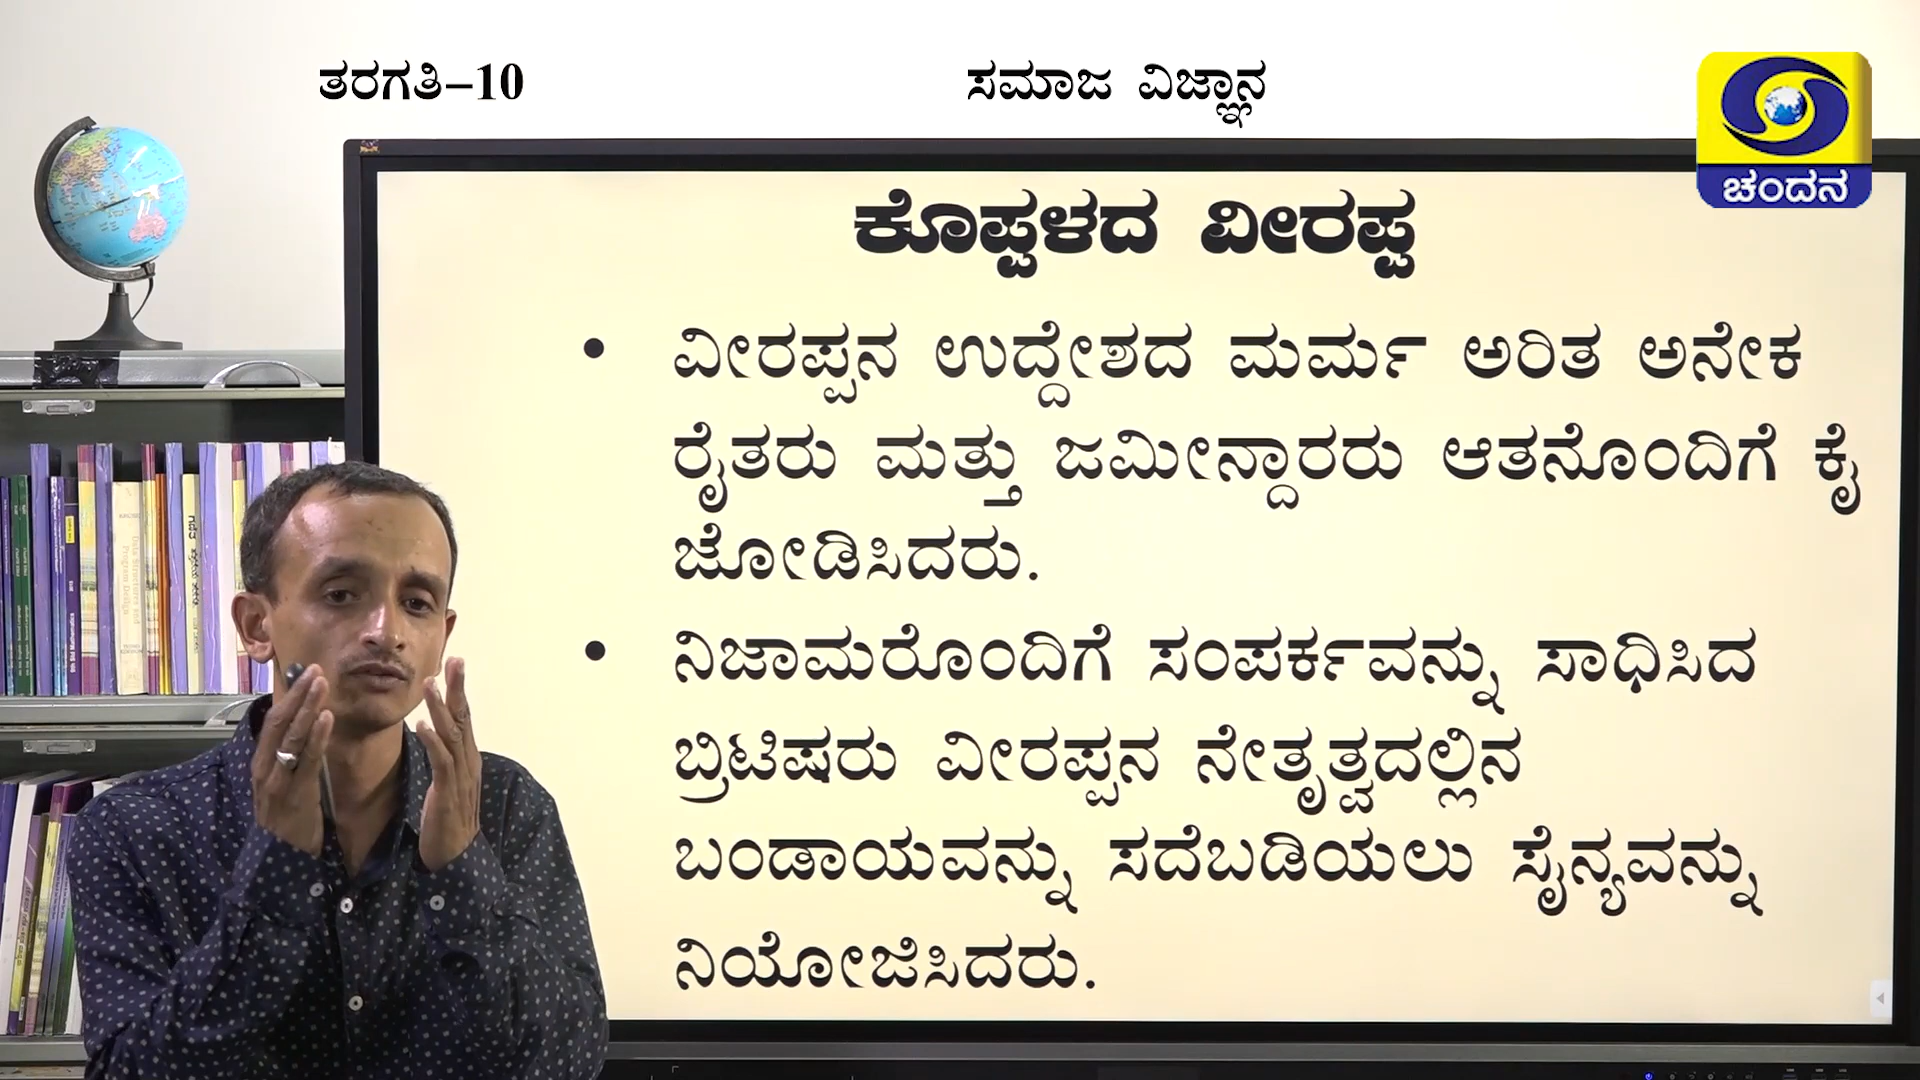 ತರಗತಿ–10
ಸಮಾಜ ವಿಜ್ಞಾನ
ಚಂದನ
ಕೊಪ್ಪಳದ ವೀರಪ್ಪ
• ವೀರಪ್ಪನ ಉದ್ದೇಶದ ಮರ್ಮ ಅರಿತ ಅನೇಕ
ರೈತರು ಮತ್ತು ಜಮೀನ್ದಾರರು ಆತನೊಂದಿಗೆ ಕೈ
ಜೋಡಿಸಿದರು.
• ನಿಜಾಮರೊಂದಿಗೆ ಸಂಪರ್ಕವನ್ನು ಸಾಧಿಸಿದ
ಬ್ರಿಟಿಷರು ವೀರಪ್ಪನ ನೇತೃತ್ವದಲ್ಲಿನ
ಬಂಡಾಯವನ್ನು ಸದೆಬಡಿಯಲು ಸೈನ್ಯವನ್ನು
ನಿಯೋಜಿಸಿದರು.